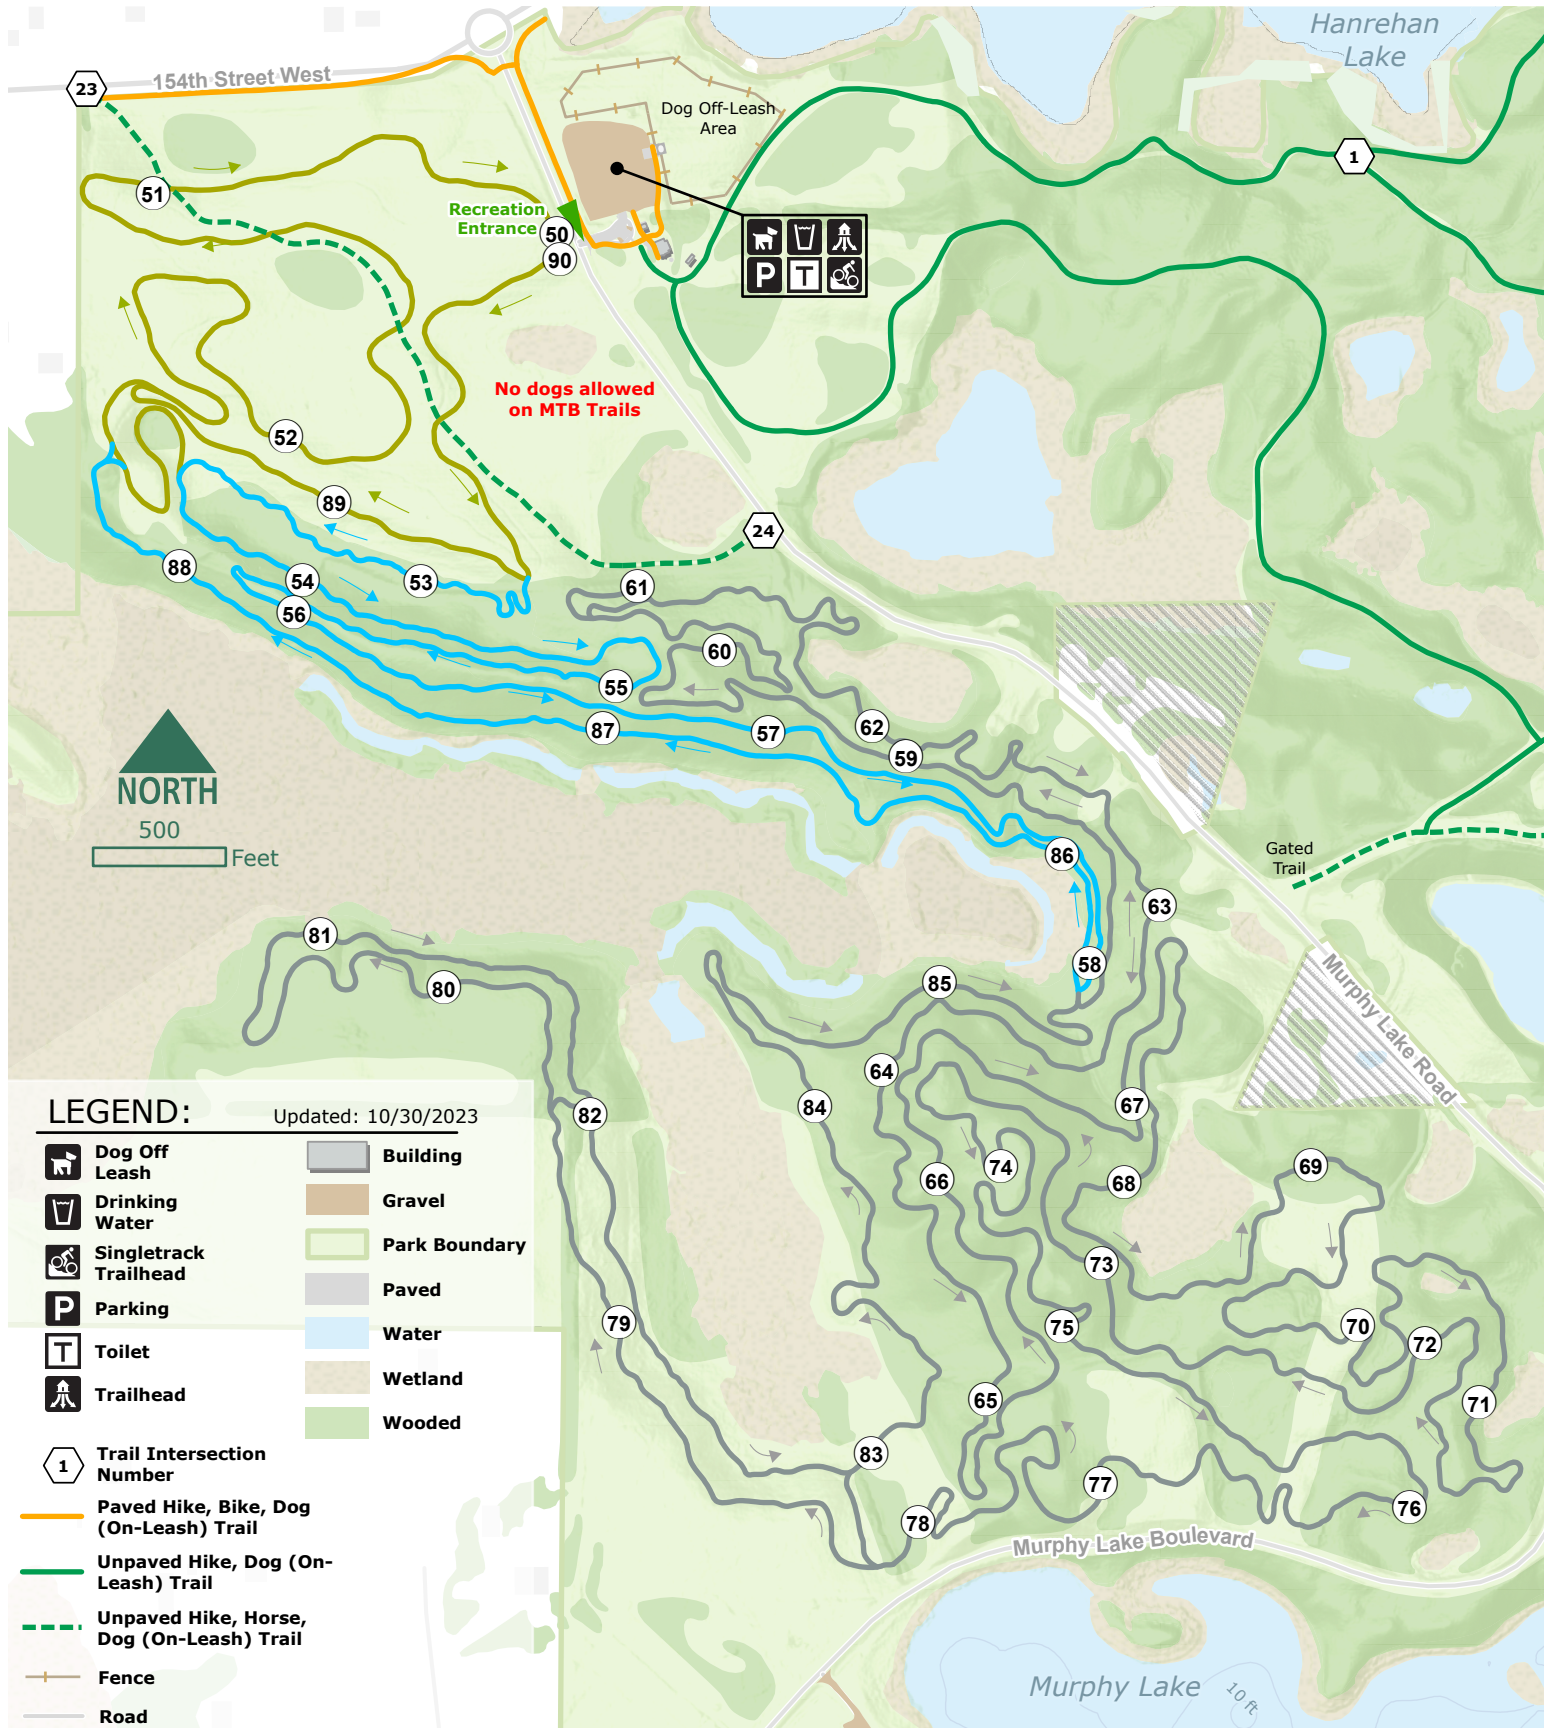 Hanrehan
Lake
154th Street West
23
Dog Off-Leash
Area
1
51
Recreation
Entrance
50
90
P
T
No dogs allowed
on MTB Trails
52
89
24
88
54
53
61
56
60
55
87
57
62
59
NORTH
500
Feet
86
Gated
Trail
63
81
58
80
85
Murphy Lake Road
64
84
67
82
74
69
66
68
73
79
75
70
72
65
71
83
77
78
76
Murphy Lake Boulevard
Murphy Lake
10 ft
LEGEND:
Updated: 10/30/2023
Dog Off
Leash
Drinking
Water
Singletrack
Trailhead
P
Parking
T
Toilet
Trailhead
Building
Gravel
Park Boundary
Paved
Water
Wetland
Wooded
1
Trail Intersection
Number
Paved Hike, Bike, Dog
(On-Leash) Trail
Unpaved Hike, Dog (On-
Leash) Trail
Unpaved Hike, Horse,
Dog (On-Leash) Trail
Fence
Road